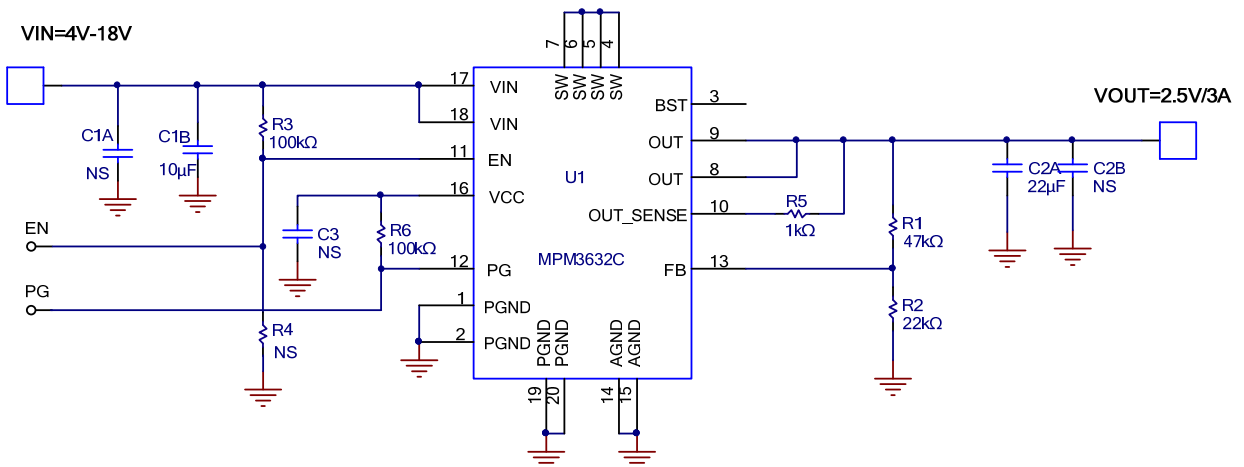 VIN=4V-18V
VOUT=2.5V/3A
7
6
5
4
SW
SW
SW
SW
17
VIN
18
VIN
11
EN
16
VCC
12
PG
1
PGND
2
PGND
BST
3
OUT
9
OUT
8
OUT_SENSE
10
FB
13
U1
MPM3632C
PGND
PGND
AGND
AGND
19
20
14
15
C1A
NS
C1B
10µF
R3
100kΩ
C3
NS
R6
100kΩ
EN
PG
R4
NS
R5
1kΩ
R1
47kΩ
R2
22kΩ
C2A
22µF
C2B
NS